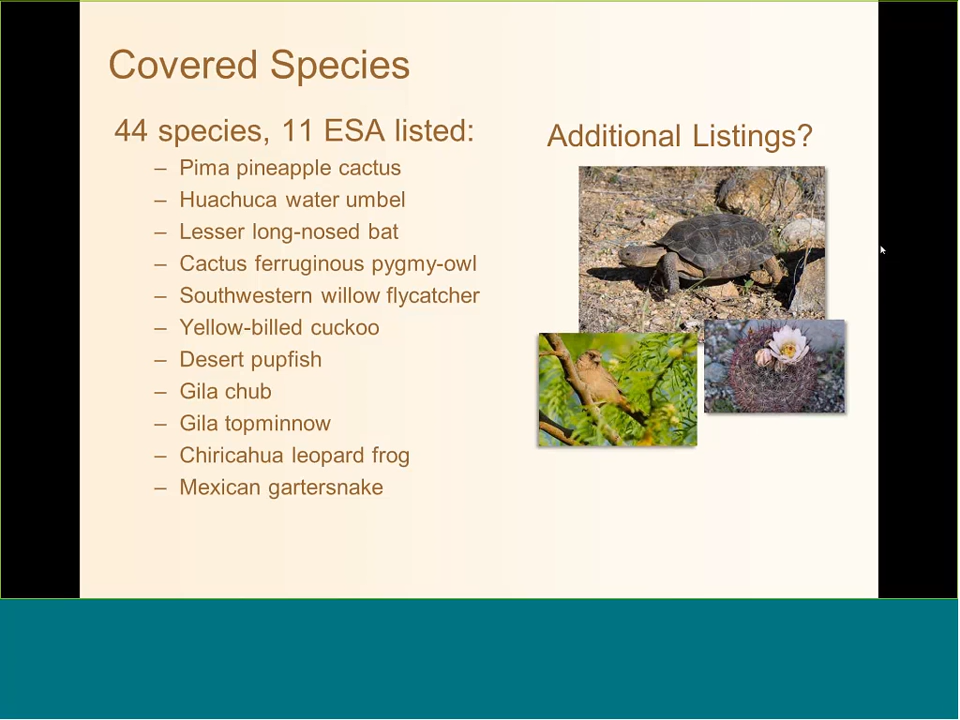 Covered Species
44 species, 11 ESA listed:
– Pima pineapple cactus
– Huachuca water umbel
– Lesser long-nosed bat
– Cactus ferruginous pygmy-owl
– Southwestern willow flycatcher
– Yellow-billed cuckoo
– Desert pupfish
– Gila chub
– Gila topminnow
– Chiricahua leopard frog
– Mexican gartersnake
Additional Listings?